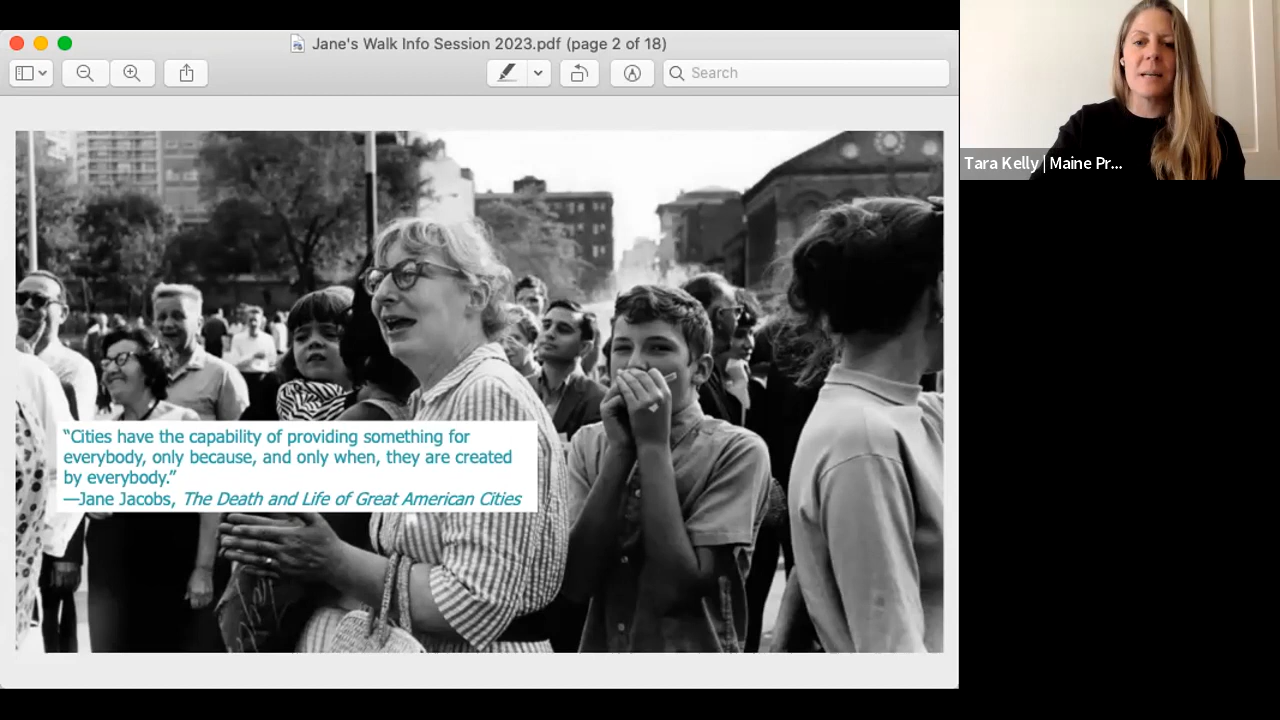 Jane's Walk Info Session 2023.pdf (page 2 of 18)
Search
Tara Kelly | Maine Pr...
“Cities have the capability of providing something for
everybody, only because, and only when, they are created
by everybody.”
—Jane Jacobs, The Death and Life of Great American Cities